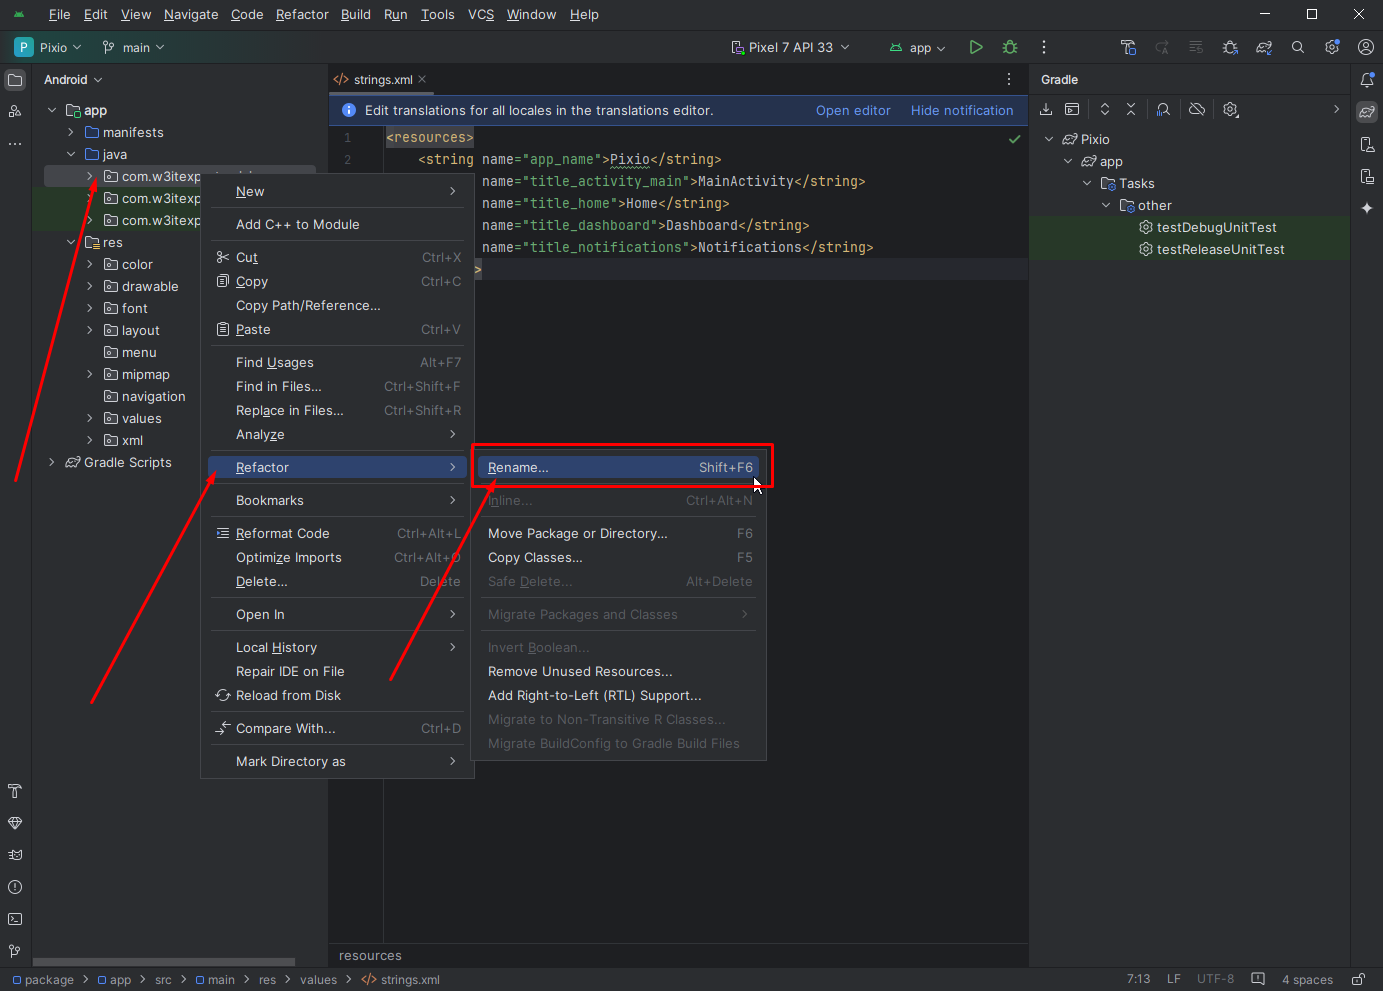 File Edit View Navigate Code Refactor Build Run Tools VCS Window Help
P Pixio main Pixel 7 API 33 app
Android
strings.xml
Gradle
Edit translations for all locales in the translations editor. Open editor Hide notification
app
manifests
java
com.w3itexp
com.w3itexp
com.w3itexp
res
color
drawable
font
layout
menu
mipmap
navigation
values
xml
Gradle Scripts
1 <resources>
2 <string name="app_name">Pixio</string>
name="title_activity_main">MainActivity</string>
name="title_home">Home</string>
name="title_dashboard">Dashboard</string>
name="title_notifications">Notifications</string>
>
New
Add C++ to Module
Cut Ctrl+X
Copy Ctrl+C
Copy Path/Reference...
Paste Ctrl+V
Find Usages Alt+F7
Find in Files... Ctrl+Shift+F
Replace in Files... Ctrl+Shift+R
Analyze
Refactor
Bookmarks
Reformat Code Ctrl+Alt+L
Optimize Imports Ctrl+Alt+O
Delete... Delete
Open In
Local History
Repair IDE on File
Reload from Disk
Compare With... Ctrl+D
Mark Directory as
Rename... Shift+F6
Inline... Ctrl+Alt+N
Move Package or Directory... F6
Copy Classes... F5
Safe Delete... Alt+Delete
Migrate Packages and Classes
Invert Boolean...
Remove Unused Resources...
Add Right-to-Left (RTL) Support...
Migrate to Non-Transitive R Classes...
Migrate BuildConfig to Gradle Build Files
Pixio
app
Tasks
other
testDebugUnitTest
testReleaseUnitTest
resources
package app src main res values strings.xml
7:13 LF UTF-8 4 spaces